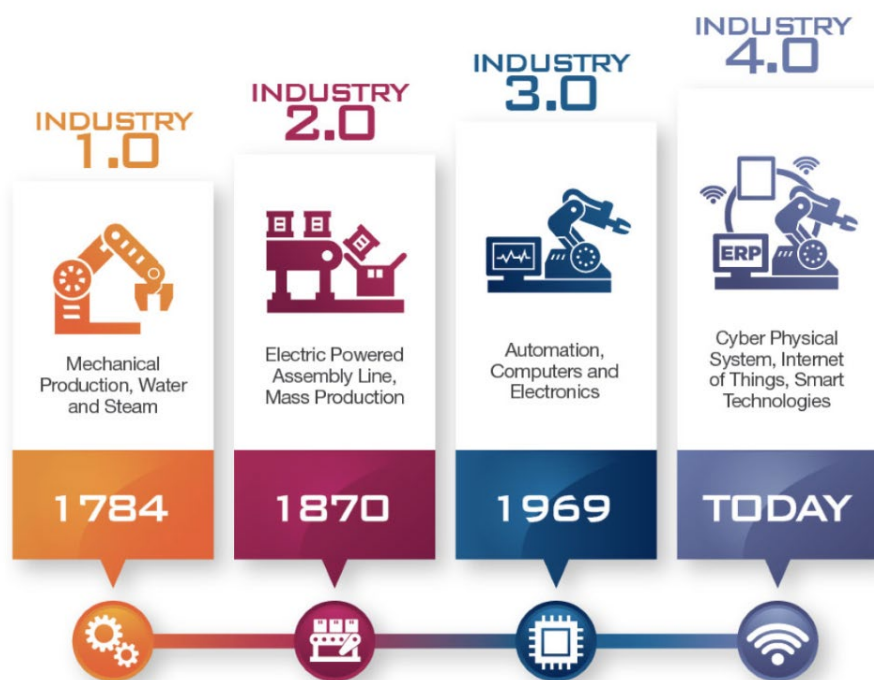 INDUSTRY
1.0
Mechanical
Production, Water
and Steam
1784
INDUSTRY
2.0
Electric Powered
Assembly Line,
Mass Production
1870
INDUSTRY
3.0
Automation,
Computers and
Electronics
1969
INDUSTRY
4.0
ERP
Cyber Physical
System, Internet
of Things, Smart
Technologies
TODAY